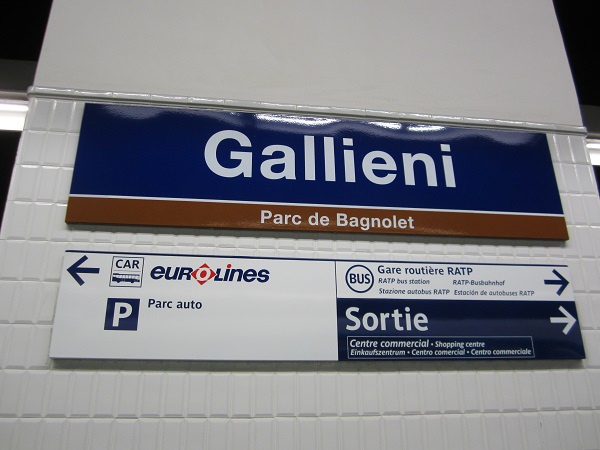 Gallieni
Parc de Bagnolet
CAR EUROLINES
P Parc auto
BUS Gare routière RATP
RATP bus station RATP-Busbahnhof
Stazione autobus RATP Estación de autobuses RATP
Sortie
Centre commercial • Shopping centre
Einkaufszentrum • Centro comercial • Centro commerciale